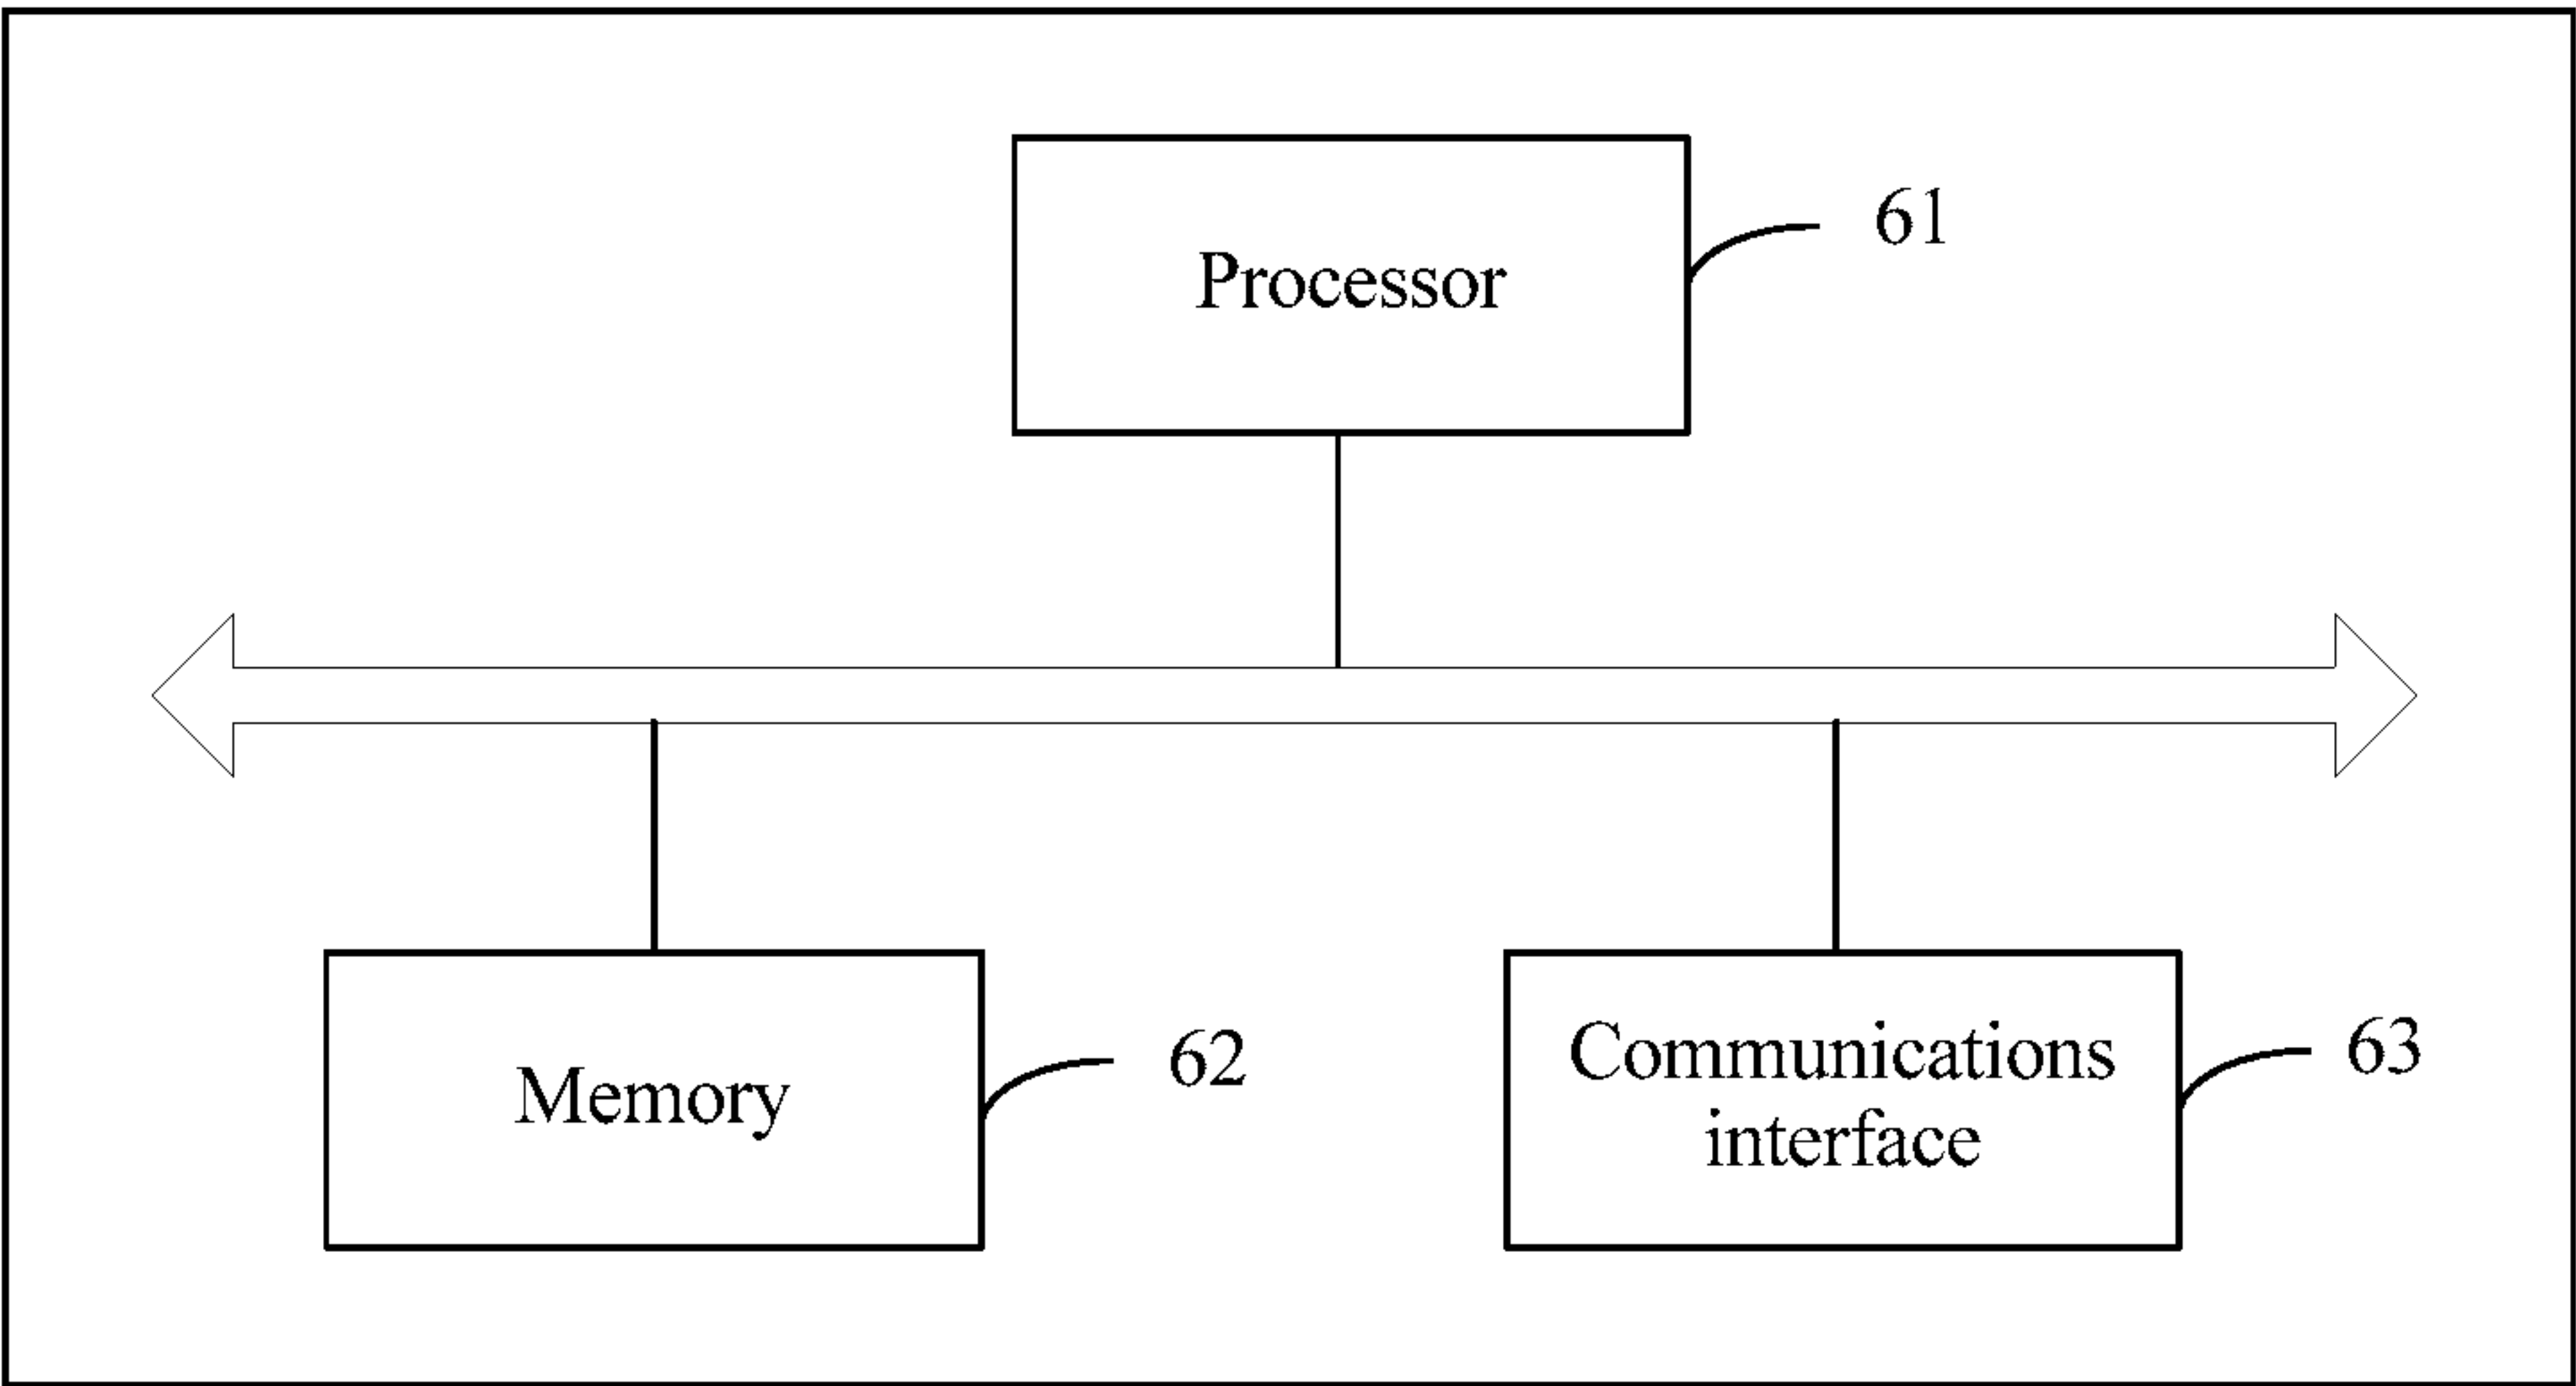 61
Processor
62
Memory
Communications
interface
63